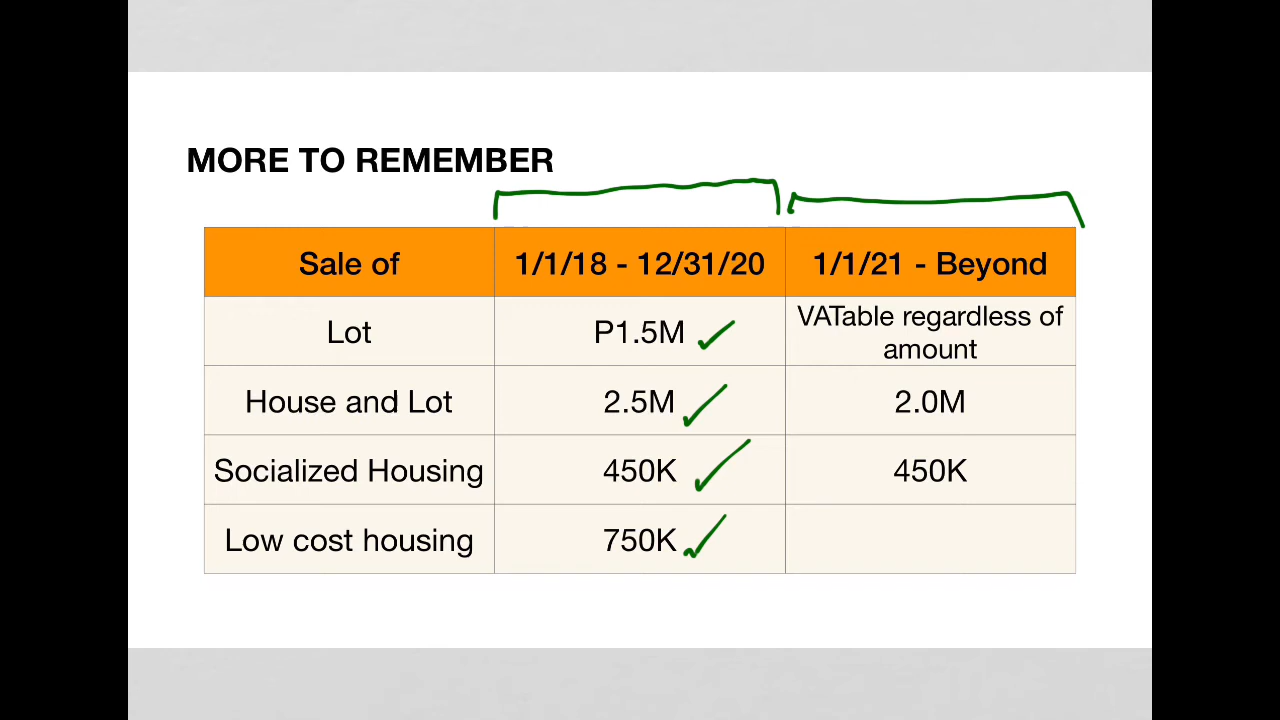 MORE TO REMEMBER
Sale of 1/1/18 - 12/31/20 1/1/21 - Beyond
Lot P1.5M VATable regardless of
amount
House and Lot 2.5M 2.0M
Socialized Housing 450K 450K
Low cost housing 750K